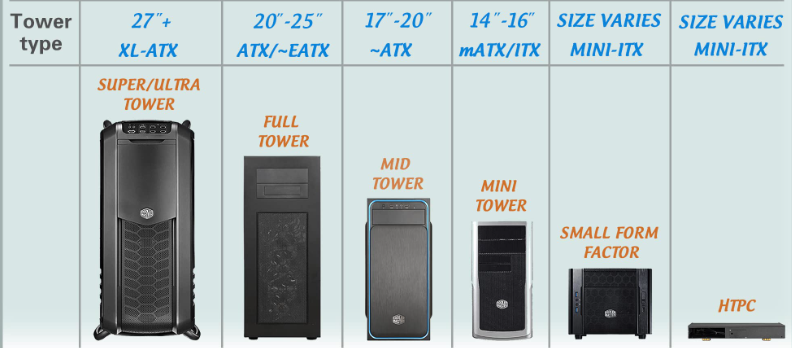 Tower type
27″+
XL-ATX
20″-25″
ATX/~EATX
17″-20″
~ATX
14″-16″
mATX/ITX
SIZE VARIES
MINI-ITX
SIZE VARIES
MINI-ITX
SUPER/ULTRA
TOWER
FULL
TOWER
MID
TOWER
MINI
TOWER
SMALL FORM
FACTOR
HTPC